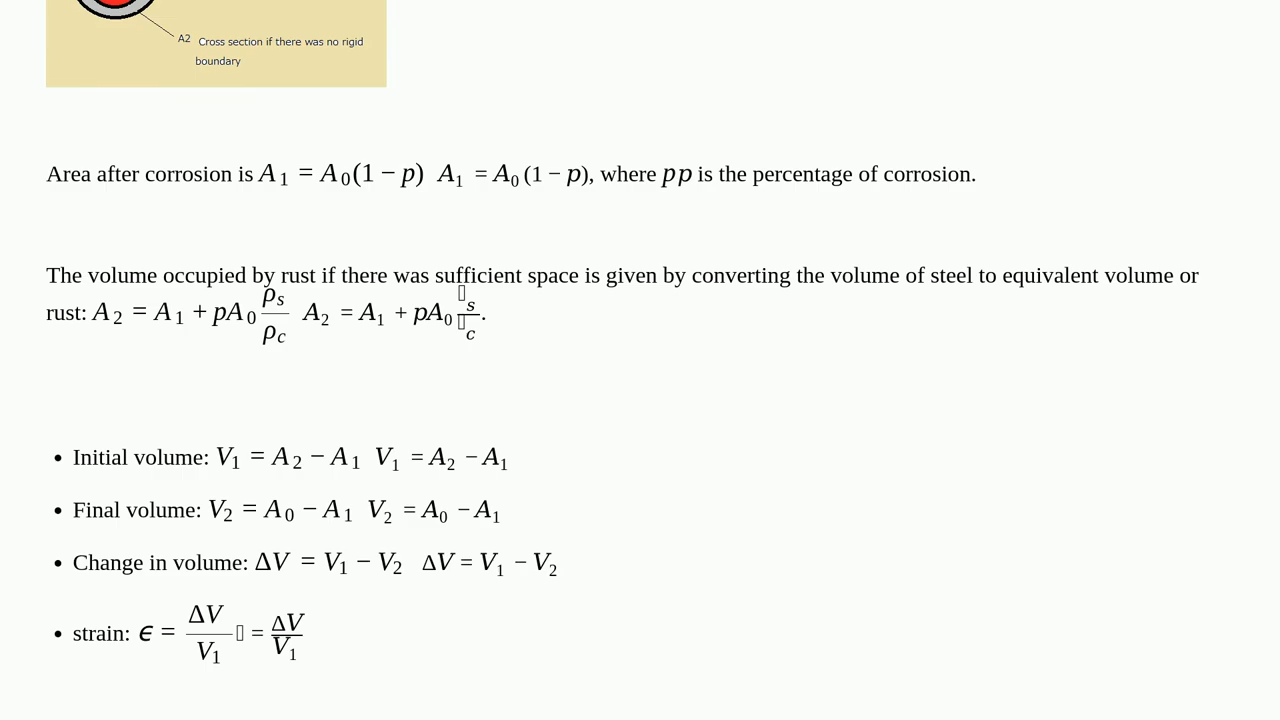 A2 Cross section if there was no rigid
boundary
Area after corrosion is A₁ = A₀(1 − p) A₁ = A₀ (1 − p), where pp is the percentage of corrosion.
The volume occupied by rust if there was sufficient space is given by converting the volume of steel to equivalent volume or
rust: A₂ = A₁ + pA₀ ρₛ/ρ_c A₂ = A₁ + pA₀ □ₛ/□_c.
• Initial volume: V₁ = A₂ − A₁ V₁ = A₂ − A₁
• Final volume: V₂ = A₀ − A₁ V₂ = A₀ − A₁
• Change in volume: ΔV = V₁ − V₂ ΔV = V₁ − V₂
• strain: ϵ = ΔV/V₁ □ = ΔV/V₁